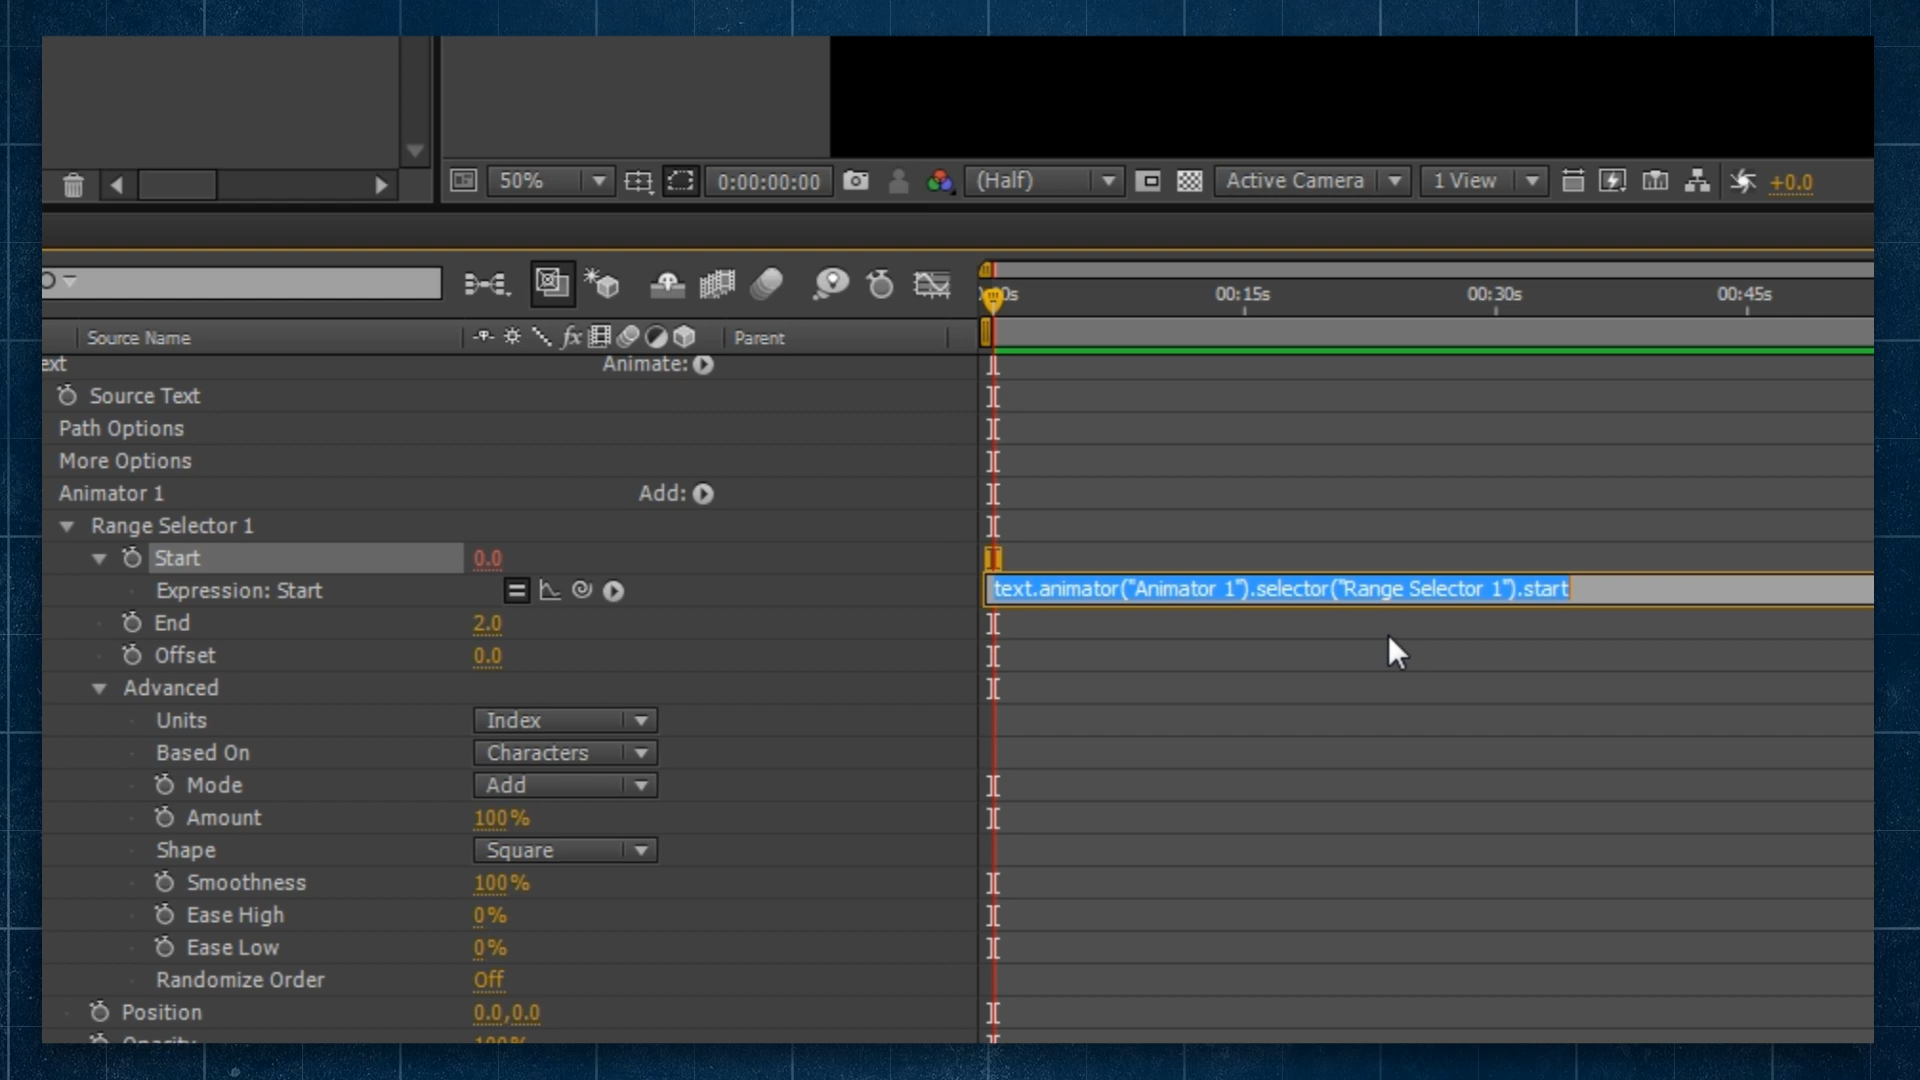 50%
0:00:00:00
(Half)
Active Camera
1 View
+0.0
00:15s
00:30s
00:45s
Source Name
fx
Parent
ext
Animate:
Source Text
Path Options
More Options
Animator 1
Add:
Range Selector 1
Start
0.0
Expression: Start
text.animator("Animator 1").selector("Range Selector 1").start
End
2.0
Offset
0.0
Advanced
Units
Index
Based On
Characters
Mode
Add
Amount
100%
Shape
Square
Smoothness
100%
Ease High
0%
Ease Low
0%
Randomize Order
Off
Position
0.0,0.0
Opacity
100%